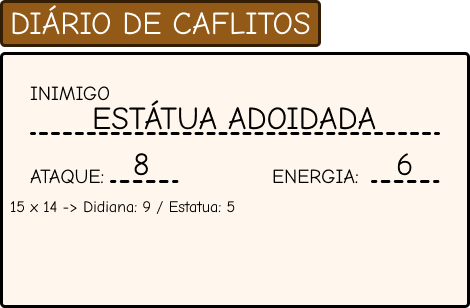 DIÁRIO DE CAFLITOS
INIMIGO
ESTÁTUA ADOIDADA
ATAQUE: 8 ENERGIA: 6
15 x 14 -> Didiana: 9 / Estatua: 5